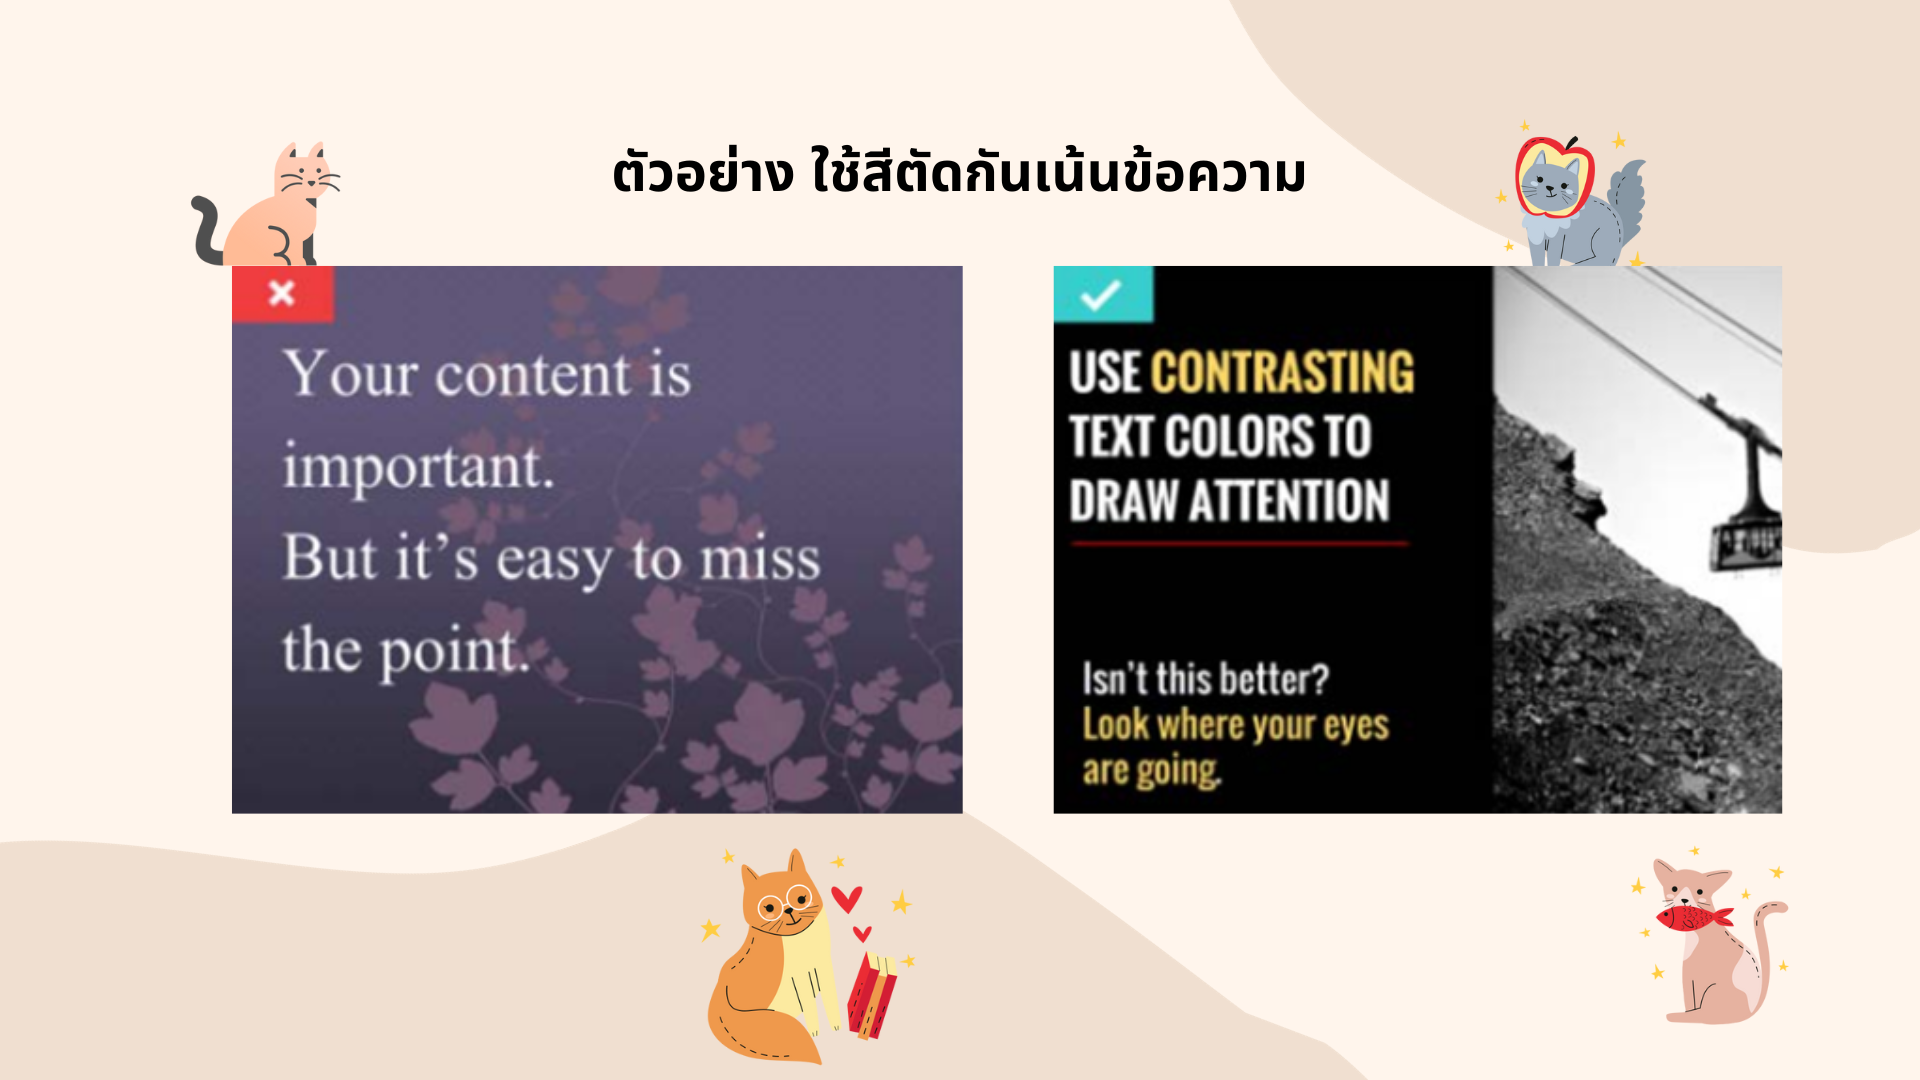 ตัวอย่าง ใช้สีตัดกันเน้นข้อความ
Your content is
important.
But it’s easy to miss
the point.
USE CONTRASTING
TEXT COLORS TO
DRAW ATTENTION
Isn't this better?
Look where your eyes
are going.